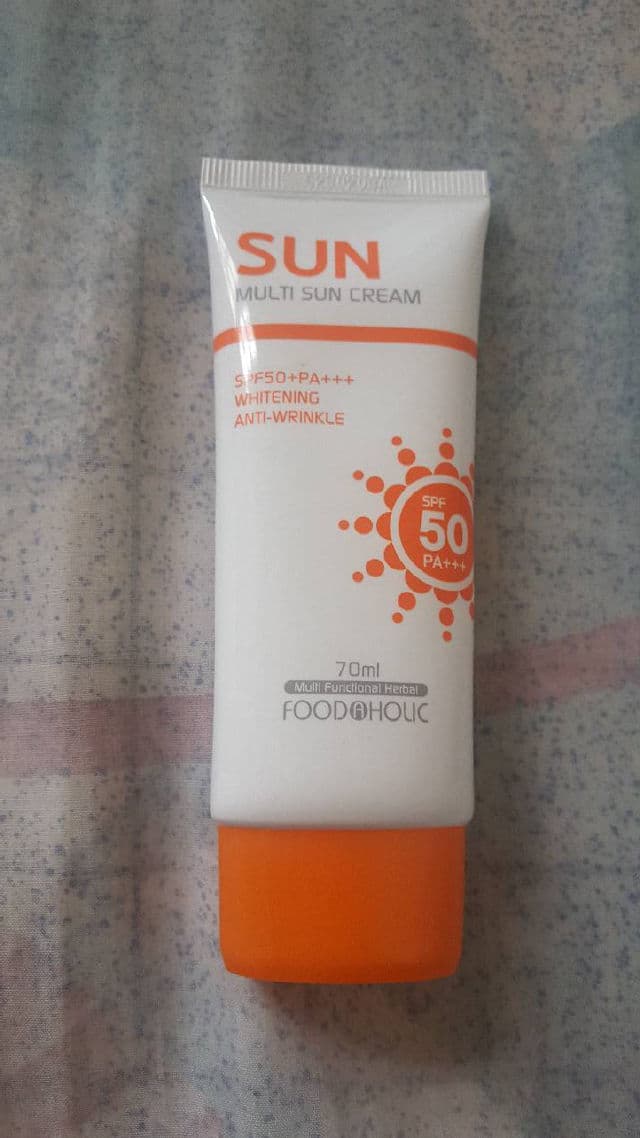 SUN
MULTI SUN CREAM
SPF50+PA+++
WHITENING
ANTI-WRINKLE
SPF
50
PA+++
70ml
Multi Functional Herbal
FOODAHOLIC